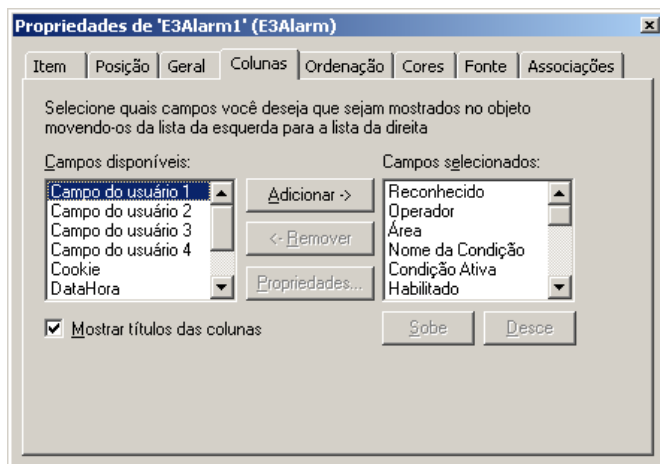 Propriedades de 'E3Alarm1' (E3Alarm)
Item Posição Geral Colunas Ordenação Cores Fonte Associações
Selecione quais campos você deseja que sejam mostrados no objeto
movendo-os da lista da esquerda para a lista da direita
Campos disponíveis:
Campo do usuário 1
Campo do usuário 2
Campo do usuário 3
Campo do usuário 4
Cookie
DataHora
Adicionar ->
<- Remover
Propriedades...
Campos selecionados:
Reconhecido
Operador
Área
Nome da Condição
Condição Ativa
Habilitado
Mostrar títulos das colunas
Sobe Desce